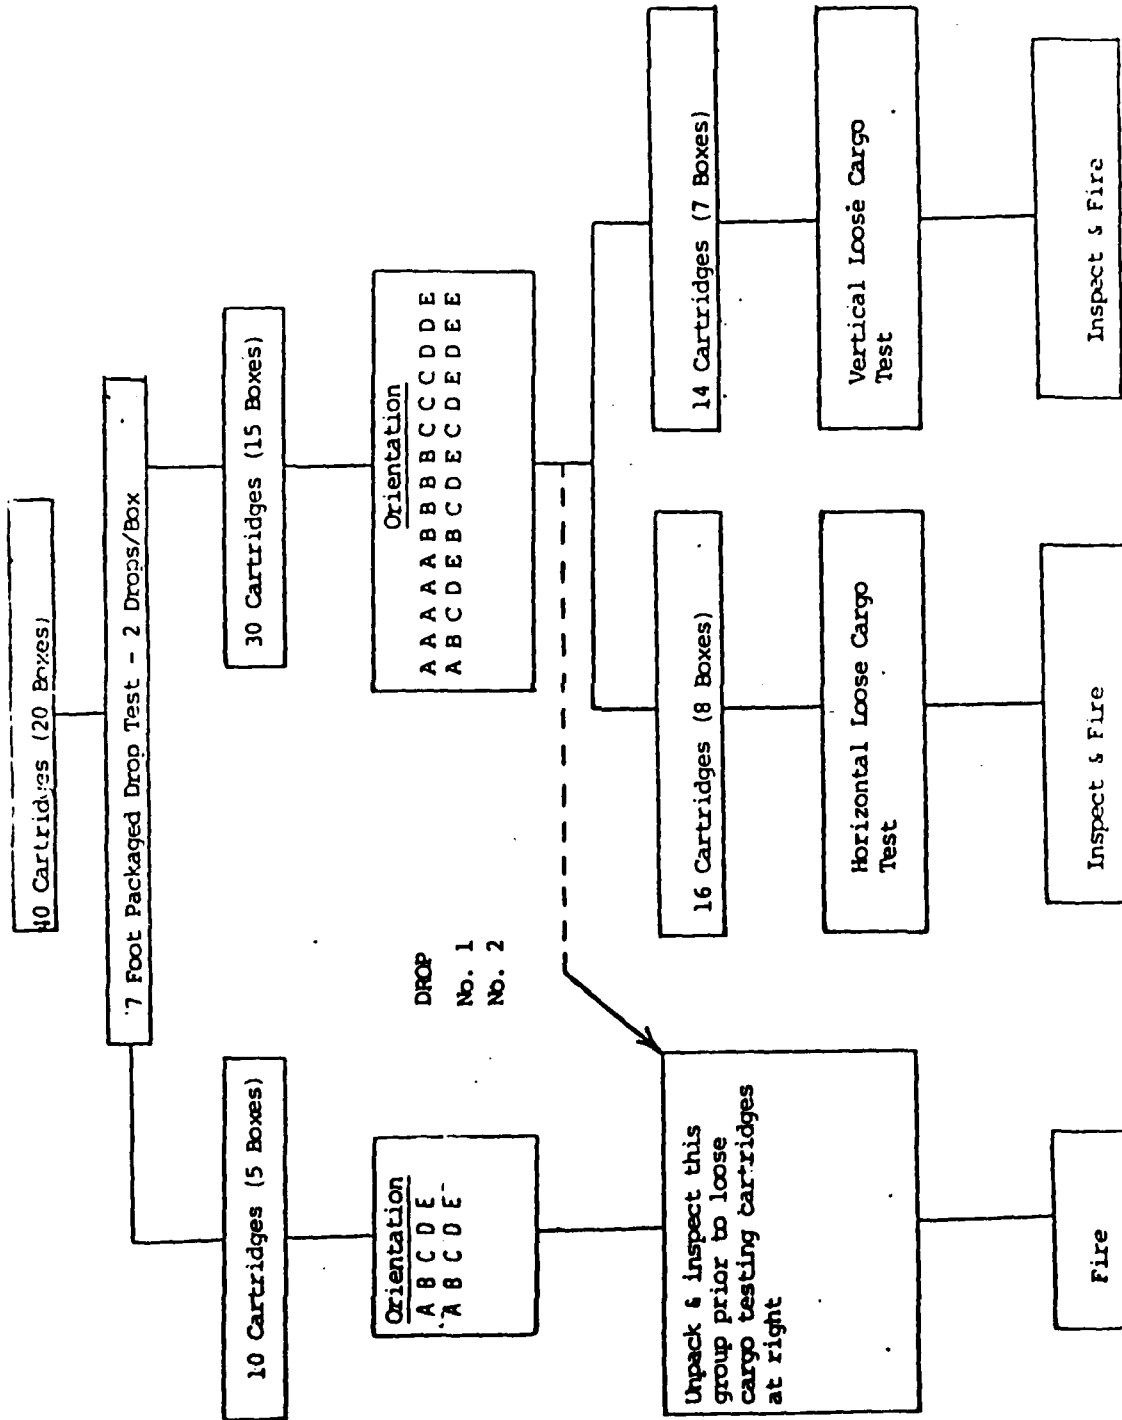 40 Cartridges (20 Boxes)
7 Foot Packaged Drop Test - 2 Drops/Box
10 Cartridges (5 Boxes)
30 Cartridges (15 Boxes)
Orientation
A B C D E
A B C D E
DROP
No. 1
No. 2
Orientation
A A A A A B B B B C C C D D E
A B C D E B C D E C D E D E E
Unpack & inspect this
group prior to loose
cargo testing cartridges
at right
16 Cartridges (8 Boxes)
14 Cartridges (7 Boxes)
Horizontal Loose Cargo
Test
Vertical Loose Cargo
Test
Fire
Inspect & Fire
Inspect & Fire